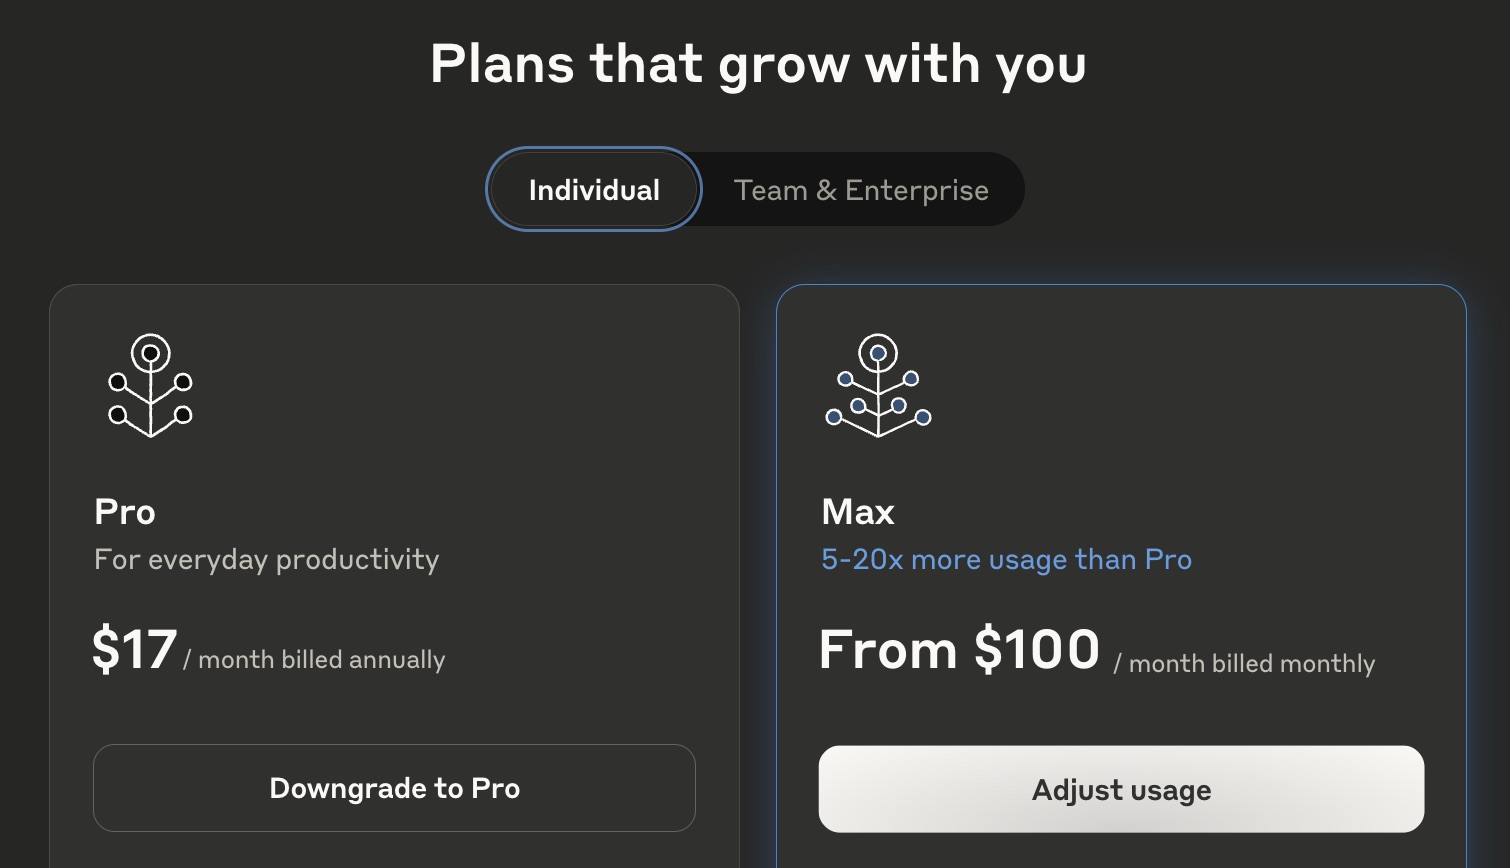 Plans that grow with you
Individual
Team & Enterprise
Pro
For everyday productivity
$17 / month billed annually
Downgrade to Pro
Max
5-20x more usage than Pro
From $100 / month billed monthly
Adjust usage